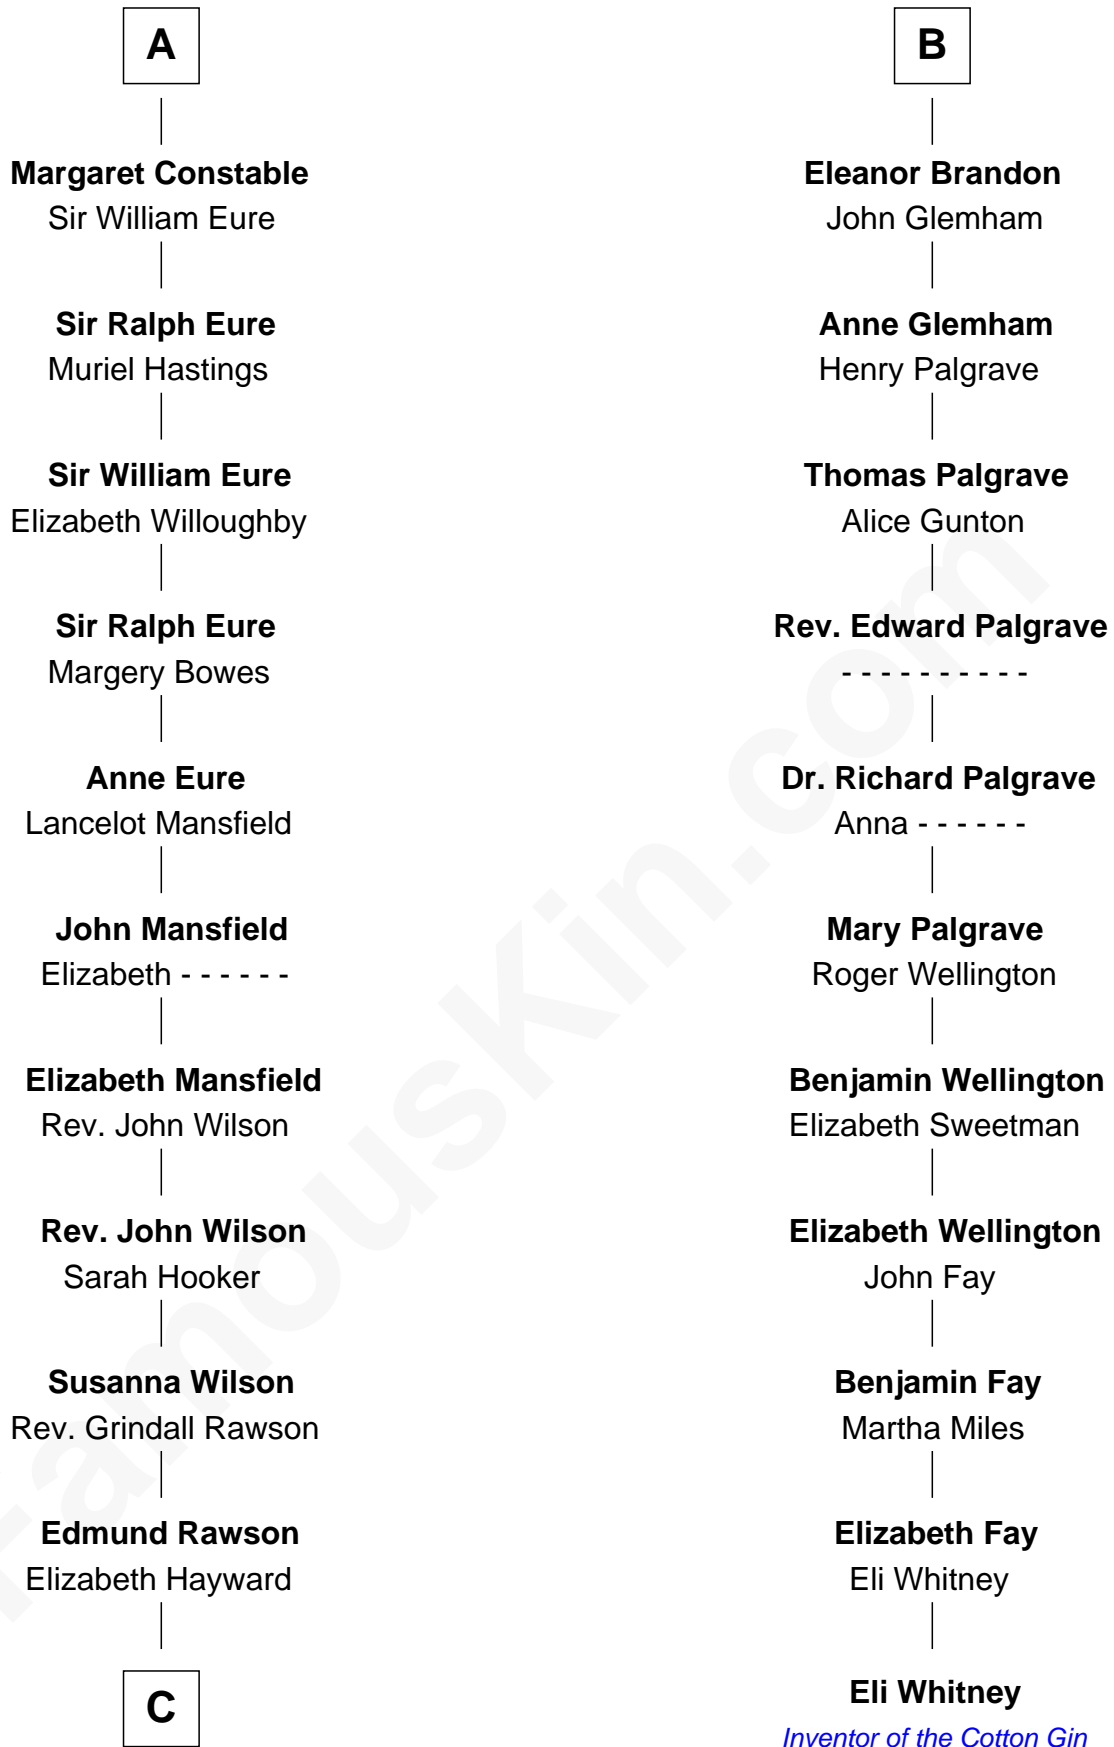 A
Margaret Constable
Sir William Eure
Sir Ralph Eure
Muriel Hastings
Sir William Eure
Elizabeth Willoughby
Sir Ralph Eure
Margery Bowes
Anne Eure
Lancelot Mansfield
John Mansfield
Elizabeth - - - - - -
Elizabeth Mansfield
Rev. John Wilson
Rev. John Wilson
Sarah Hooker
Susanna Wilson
Rev. Grindall Rawson
Edmund Rawson
Elizabeth Hayward
C
B
Eleanor Brandon
John Glemham
Anne Glemham
Henry Palgrave
Thomas Palgrave
Alice Gunton
Rev. Edward Palgrave
- - - - - - - - - -
Dr. Richard Palgrave
Anna - - - - - -
Mary Palgrave
Roger Wellington
Benjamin Wellington
Elizabeth Sweetman
Elizabeth Wellington
John Fay
Benjamin Fay
Martha Miles
Elizabeth Fay
Eli Whitney
Eli Whitney
Inventor of the Cotton Gin
FamousKin.com